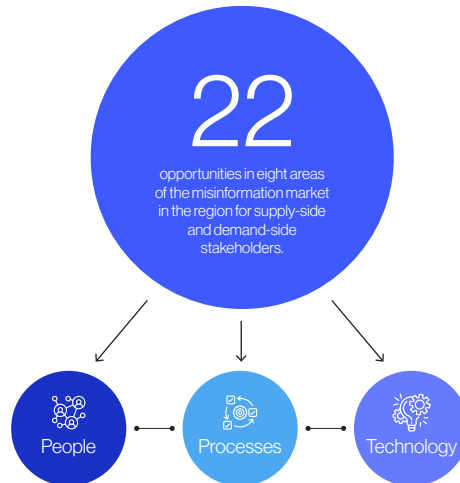 22
opportunities in eight areas
of the misinformation market
in the region for supply-side
and demand-side
stakeholders.
People
Processes
Technology